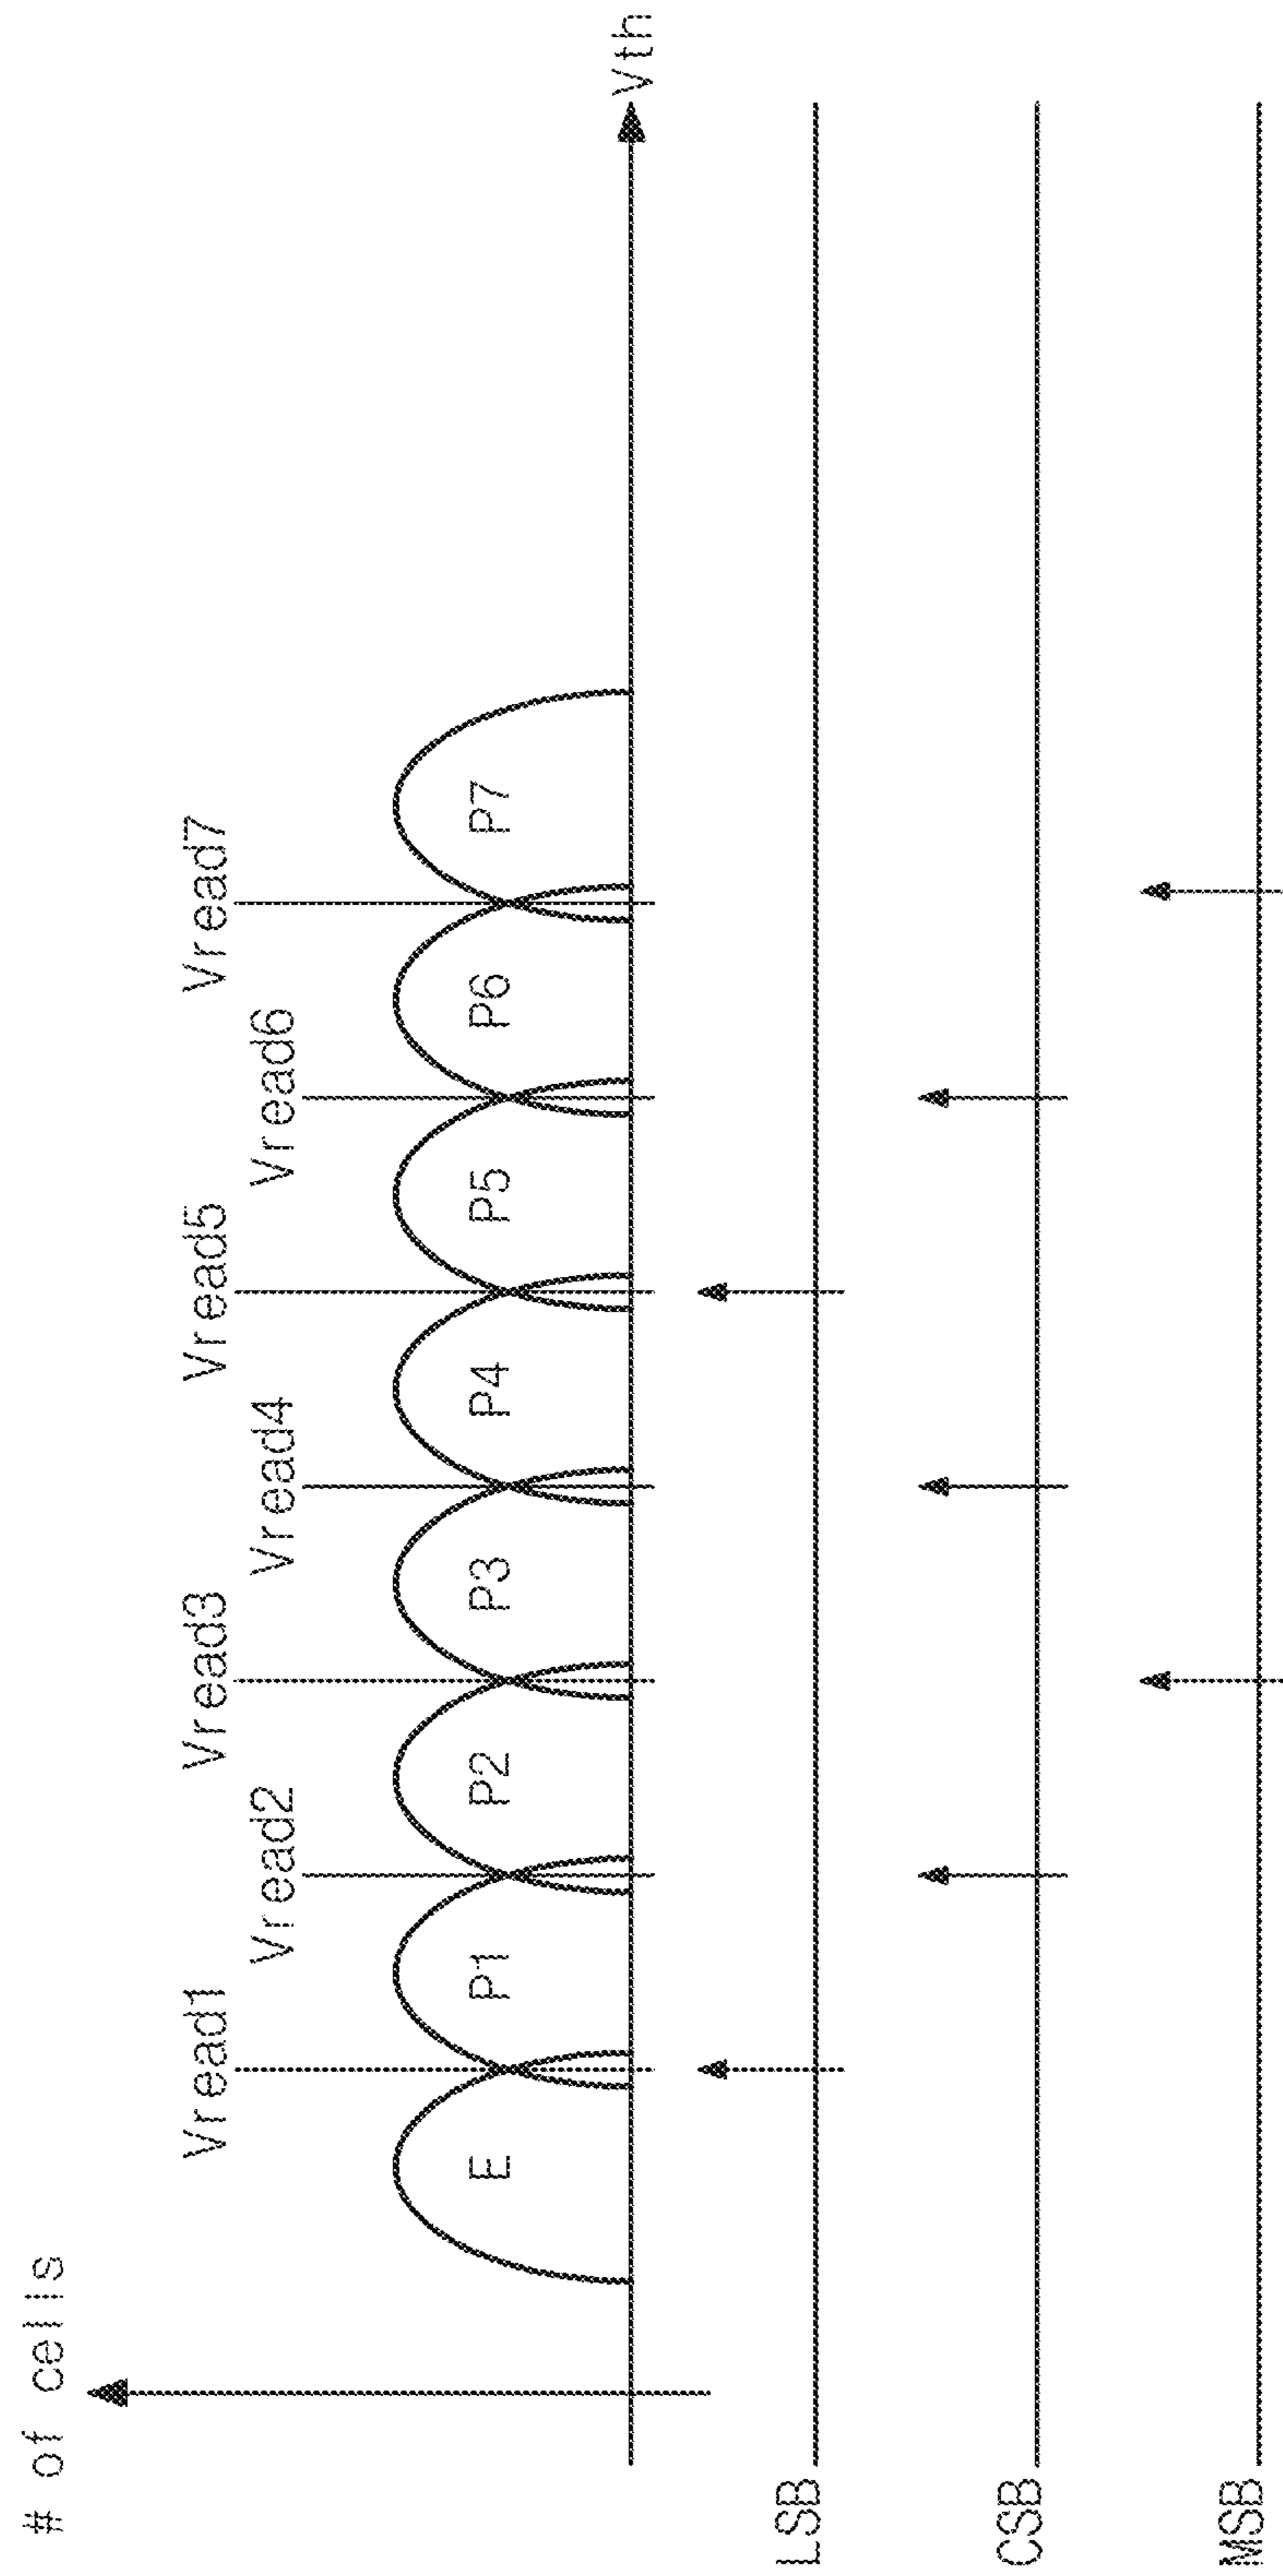 # of cells
Vread1
Vread2
Vread3
Vread4
Vread5
Vread6
Vread7
E
P1
P2
P3
P4
P5
P6
P7
Vth
LSB
CSB
MSB